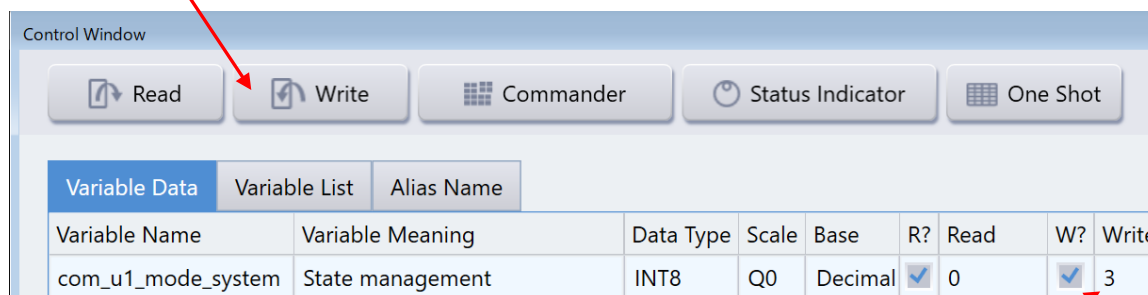 Control Window
Read Write Commander Status Indicator One Shot
Variable Data Variable List Alias Name
Variable Name Variable Meaning Data Type Scale Base R? Read W? Write
com_u1_mode_system State management INT8 Q0 Decimal 0 3